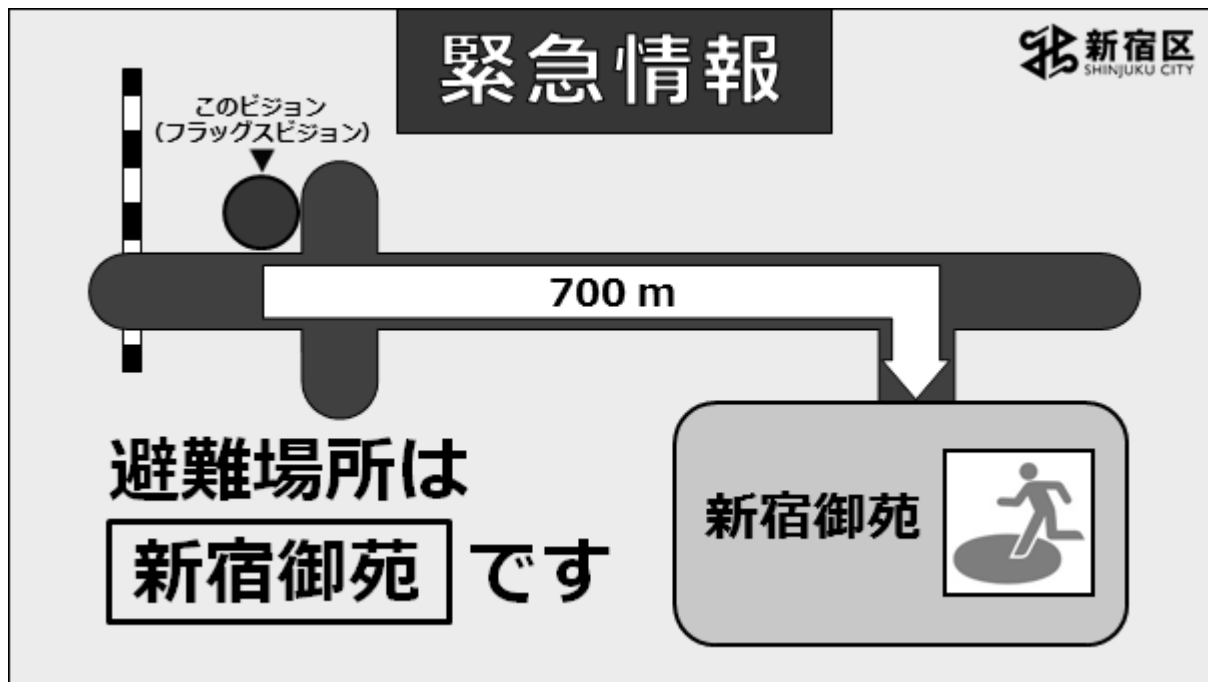 緊急情報
新宿区
SHINJUKU CITY
このビジョン
（フラッグスビジョン）
700 m
避難場所は
新宿御苑 です
新宿御苑